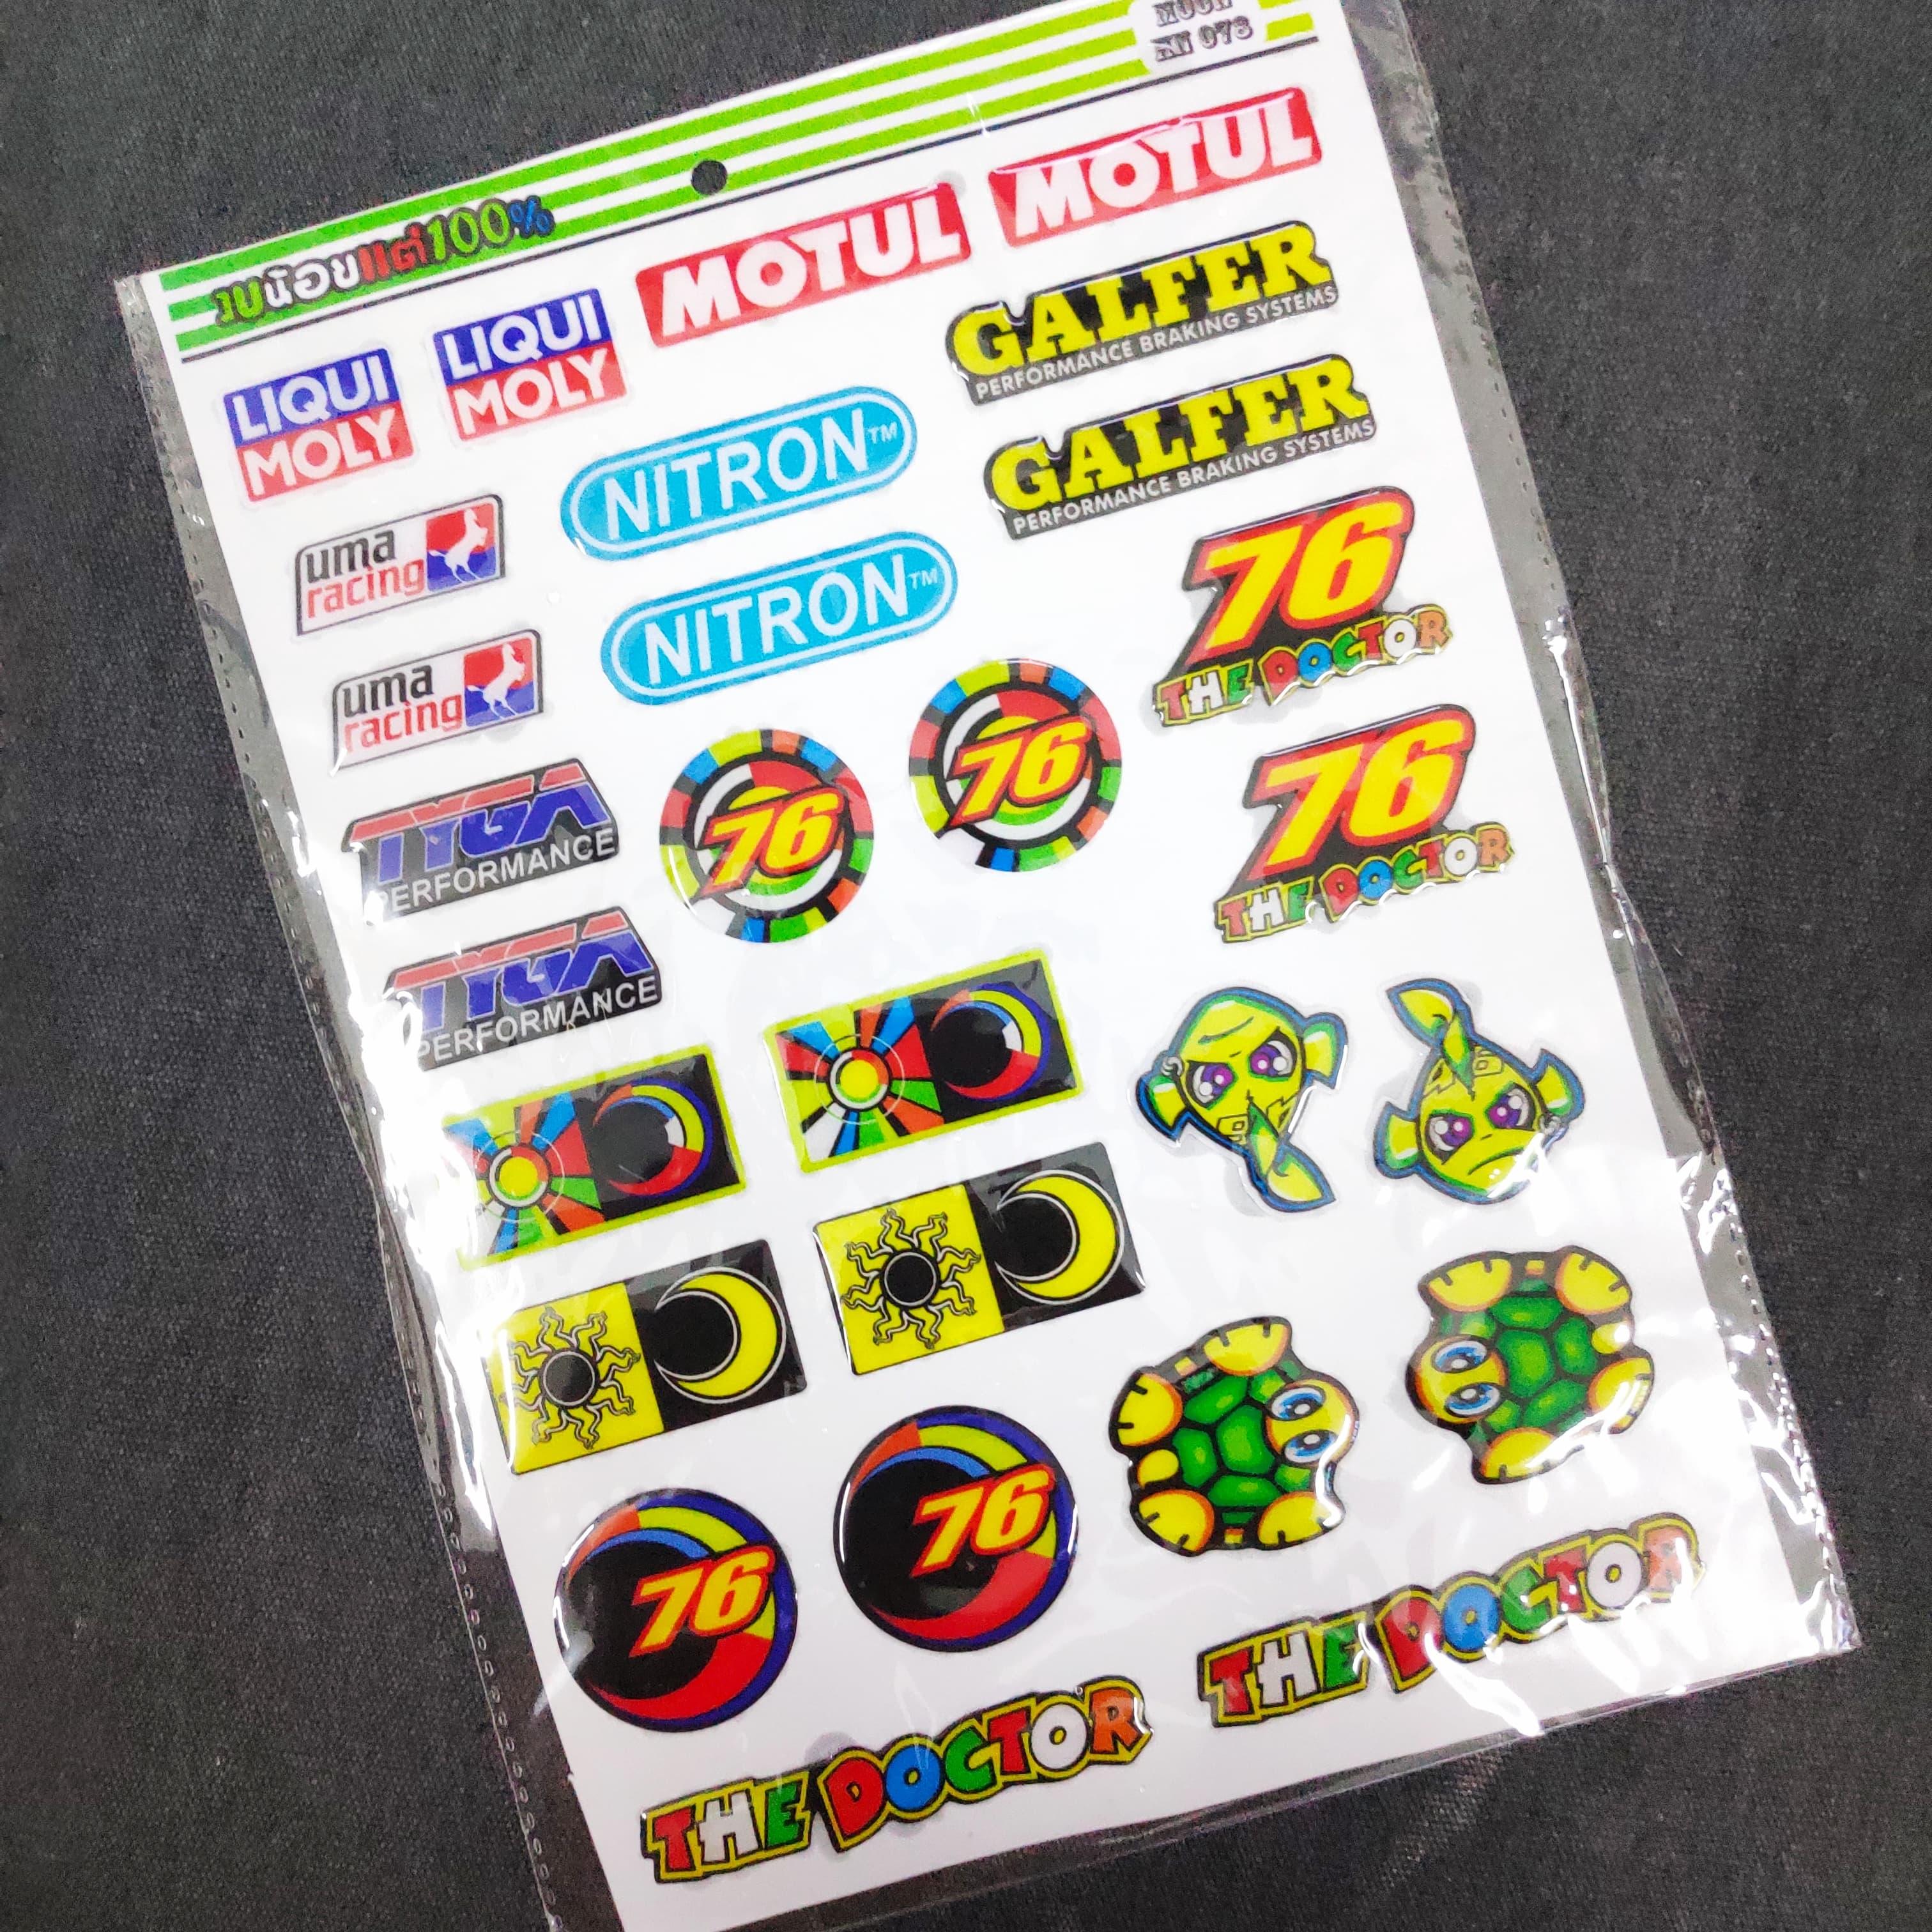 งบน้อยแต่100%
078
MOTUL
MOTUL
LIQUI
MOLY
LIQUI
MOLY
GALFER
PERFORMANCE BRAKING SYSTEMS
GALFER
PERFORMANCE BRAKING SYSTEMS
NITRON™
NITRON™
uma
racing
uma
racing
76
THE DOCTOR
76
THE DOCTOR
76
76
TYGA
PERFORMANCE
TYGA
PERFORMANCE
76
76
THE DOCTOR
THE DOCTOR